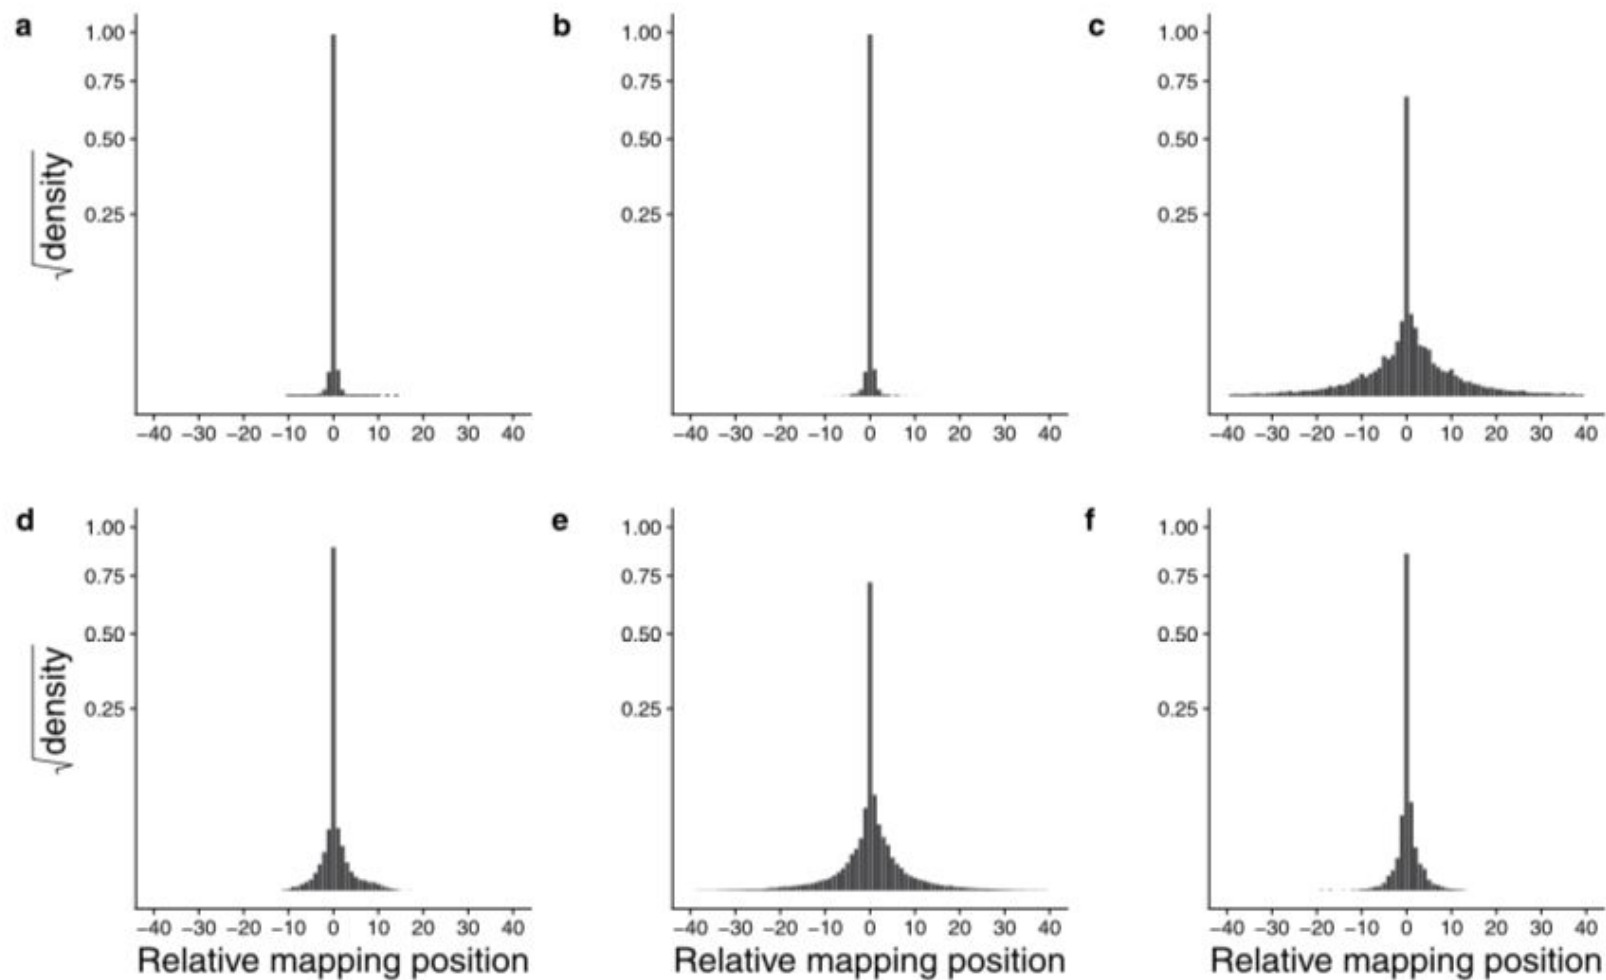 a b c
1.00 1.00 1.00
0.75 0.75 0.75
0.50 0.50 0.50
0.25 0.25 0.25
√density
−40 −30 −20 −10 0 10 20 30 40 −40 −30 −20 −10 0 10 20 30 40 −40 −30 −20 −10 0 10 20 30 40
d e f
1.00 1.00 1.00
0.75 0.75 0.75
0.50 0.50 0.50
0.25 0.25 0.25
√density
−40 −30 −20 −10 0 10 20 30 40 −40 −30 −20 −10 0 10 20 30 40 −40 −30 −20 −10 0 10 20 30 40
Relative mapping position Relative mapping position Relative mapping position